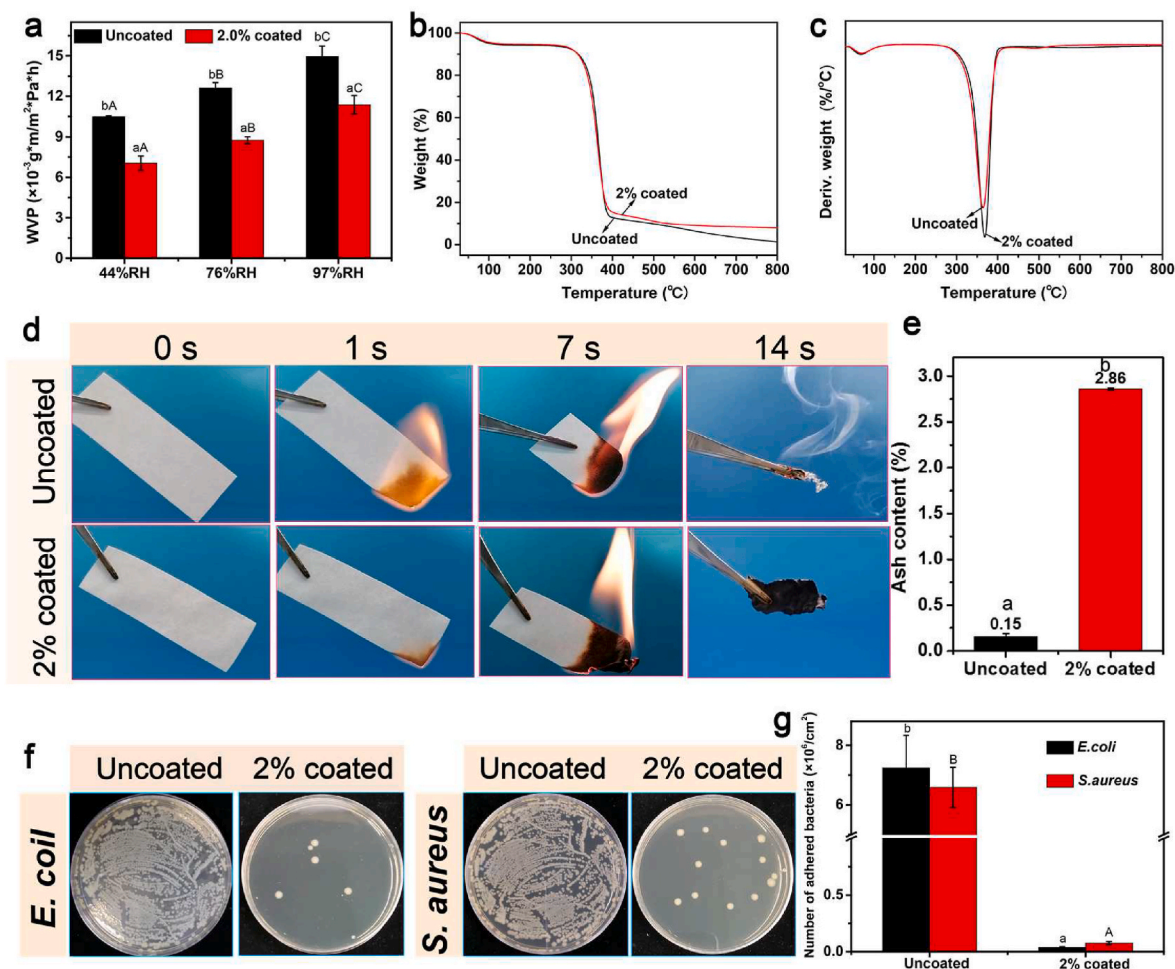 a
Uncoated 2.0% coated
WVP (×10⁻³g*m/m²*Pa*h)
15
12
9
6
3
0
bA
aA
bB
aB
bC
aC
44%RH 76%RH 97%RH
b
Weight (%)
100
80
60
40
20
0
2% coated
Uncoated
100 200 300 400 500 600 700 800
Temperature (°C)
c
Deriv. weight (%/°C)
Uncoated
2% coated
100 200 300 400 500 600 700 800
Temperature (°C)
d
0 s 1 s 7 s 14 s
Uncoated
2% coated
e
Ash content (%)
3.0
2.5
2.0
1.5
1.0
0.5
0.0
a
0.15
b
2.86
Uncoated 2% coated
f
Uncoated 2% coated
E. coil
Uncoated 2% coated
S. aureus
g
Number of adhered bacteria (×10⁶/cm²)
8
6
0.5
0.0
b
B
a
A
E.coli
S.aureus
Uncoated 2% coated